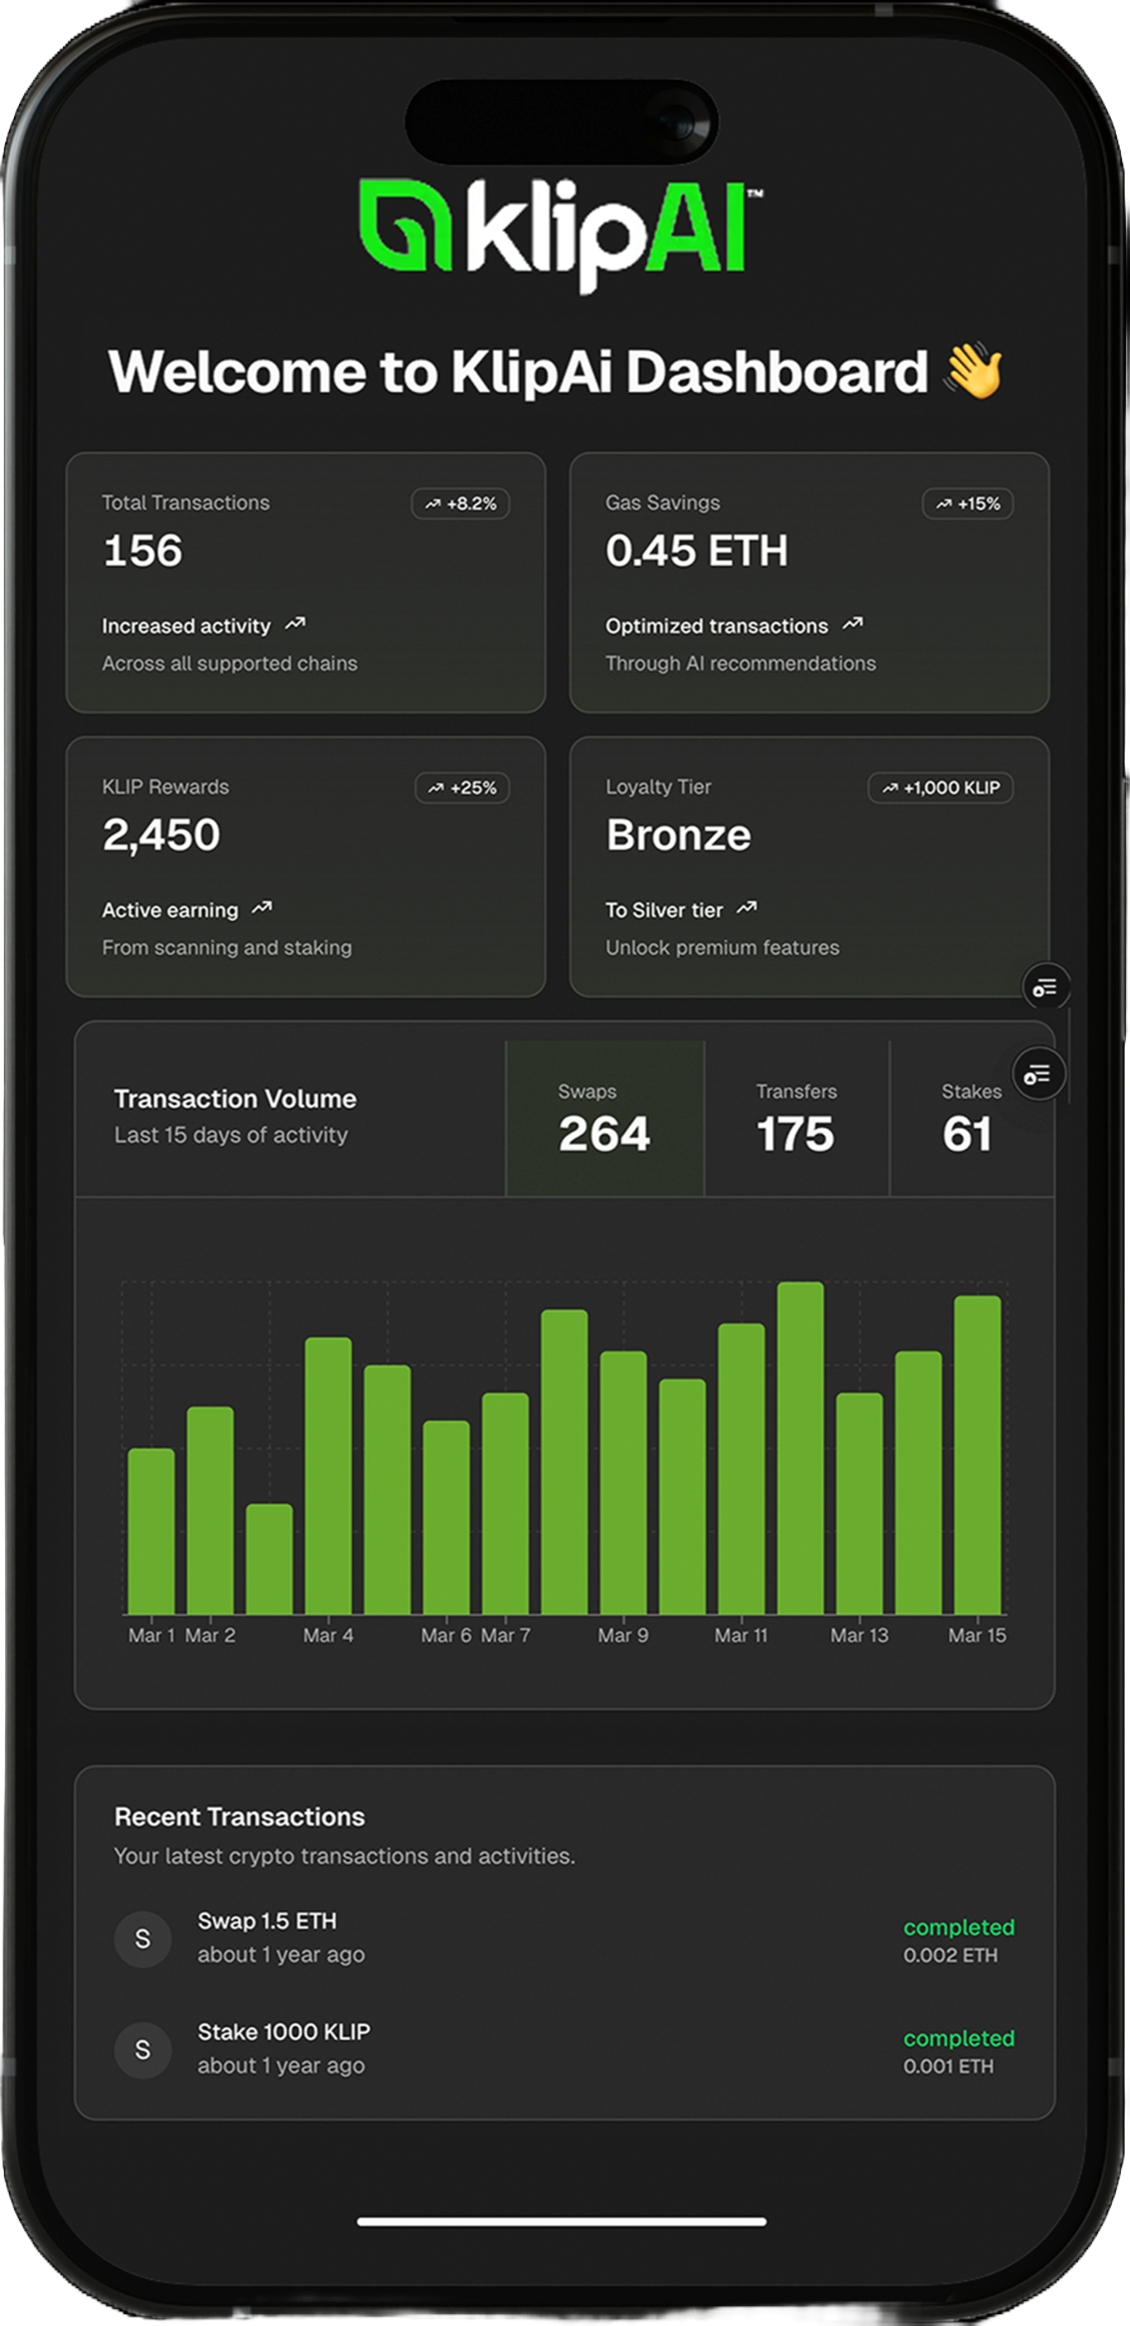 klipAI™
Welcome to KlipAi Dashboard 👋
Total Transactions
+8.2%
156
Increased activity
Across all supported chains
Gas Savings
+15%
0.45 ETH
Optimized transactions
Through AI recommendations
KLIP Rewards
+25%
2,450
Active earning
From scanning and staking
Loyalty Tier
+1,000 KLIP
Bronze
To Silver tier
Unlock premium features
Transaction Volume
Last 15 days of activity
Swaps
264
Transfers
175
Stakes
61
Mar 1 Mar 2 Mar 4 Mar 6 Mar 7 Mar 9 Mar 11 Mar 13 Mar 15
Recent Transactions
Your latest crypto transactions and activities.
S
Swap 1.5 ETH
about 1 year ago
completed
0.002 ETH
S
Stake 1000 KLIP
about 1 year ago
completed
0.001 ETH